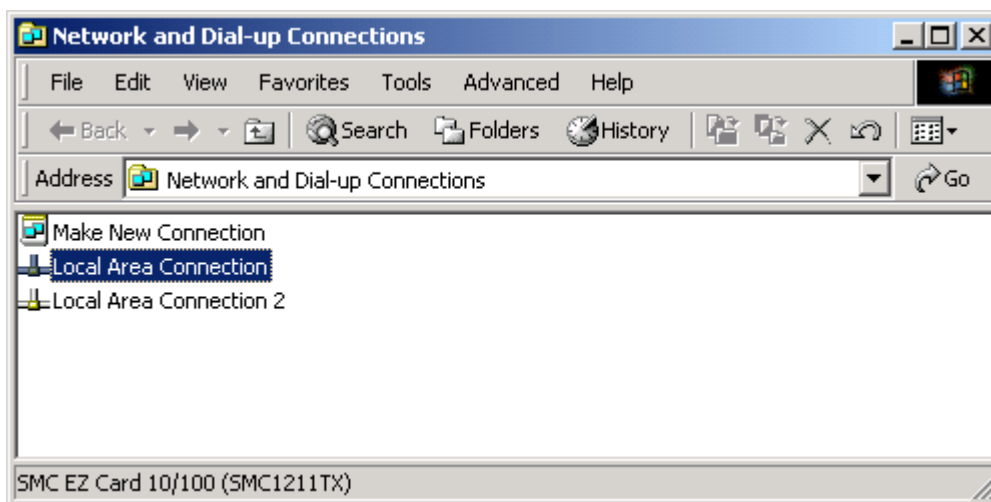 Network and Dial-up Connections
File Edit View Favorites Tools Advanced Help
Back Search Folders History
Address Network and Dial-up Connections Go
Make New Connection
Local Area Connection
Local Area Connection 2
SMC EZ Card 10/100 (SMC1211TX)